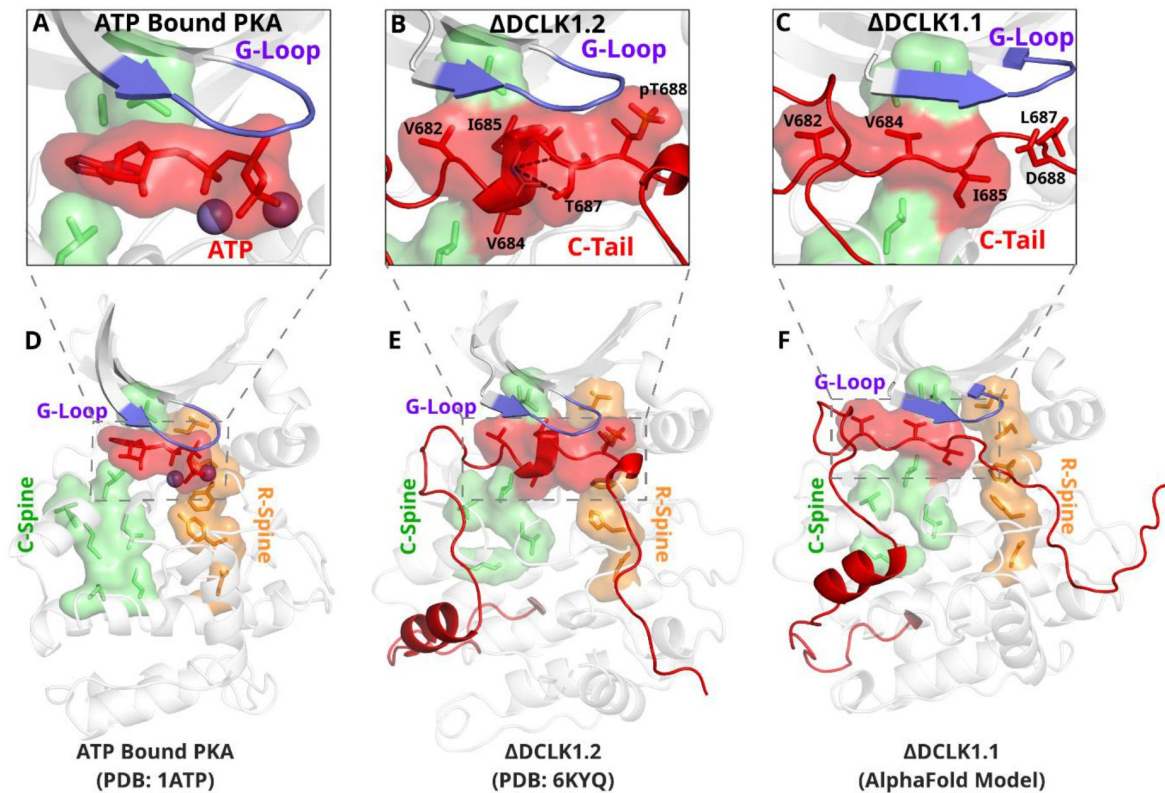 A
ATP Bound PKA
G-Loop
ATP
B
ΔDCLK1.2
G-Loop
pT688
V682
I685
T687
V684
C-Tail
C
ΔDCLK1.1
G-Loop
V682
V684
L687
D688
I685
C-Tail
D
G-Loop
C-Spine
R-Spine
E
G-Loop
C-Spine
R-Spine
F
G-Loop
C-Spine
R-Spine
ATP Bound PKA
(PDB: 1ATP)
ΔDCLK1.2
(PDB: 6KYQ)
ΔDCLK1.1
(AlphaFold Model)